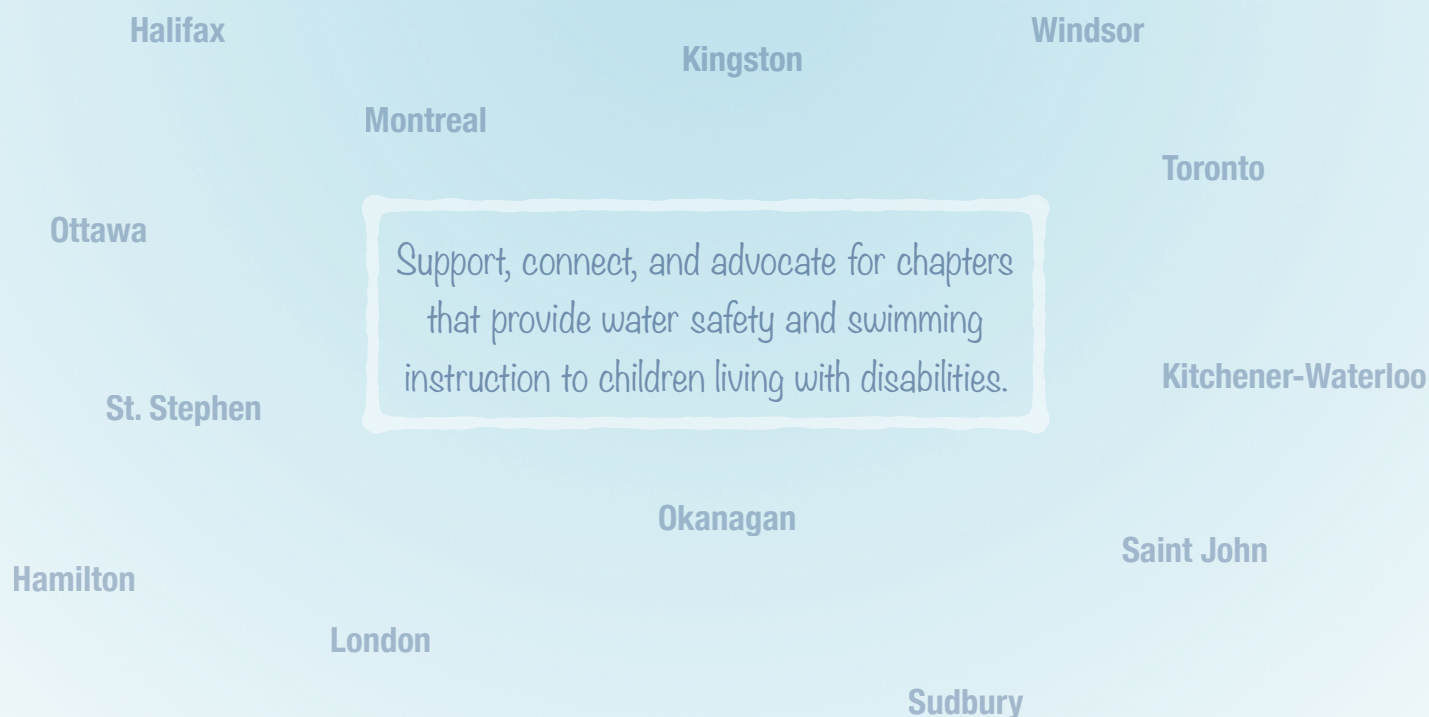 Halifax
Windsor
Kingston
Montreal
Toronto
Ottawa
Support, connect, and advocate for chapters
that provide water safety and swimming
instruction to children living with disabilities.
Kitchener-Waterloo
St. Stephen
Okanagan
Saint John
Hamilton
London
Sudbury